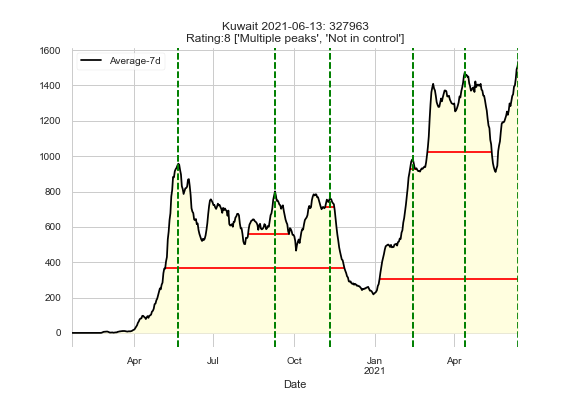 Kuwait 2021-06-13: 327963
Rating:8 ['Multiple peaks', 'Not in control']
1600
Average-7d
1400
1200
1000
800
600
400
200
0
Apr
Jul
Oct
Jan
2021
Apr
Date